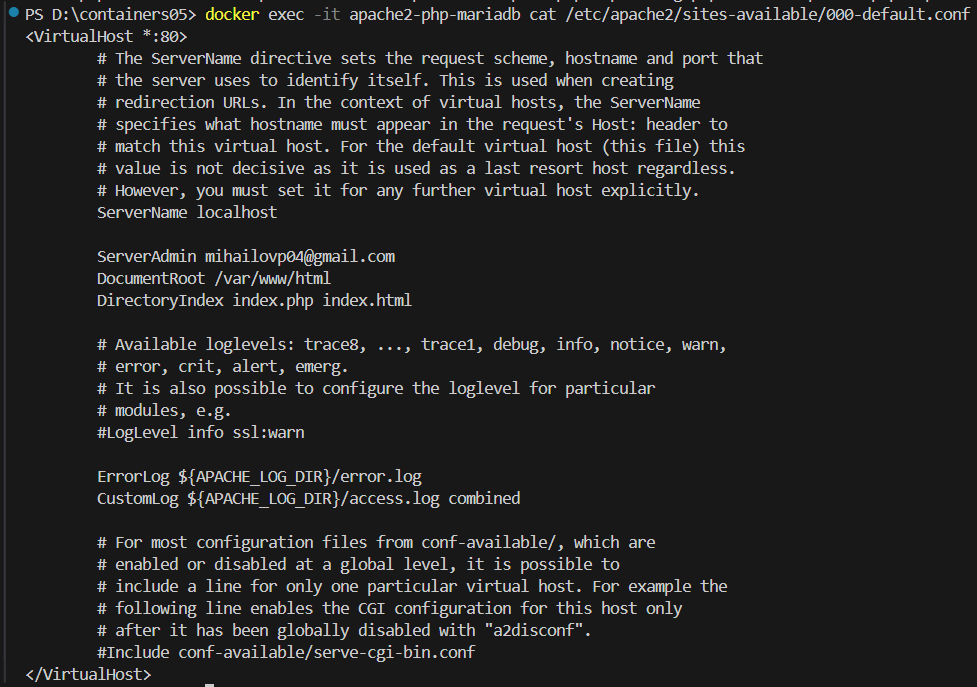 PS D:\containers05> docker exec -it apache2-php-mariadb cat /etc/apache2/sites-available/000-default.conf
<VirtualHost *:80>
# The ServerName directive sets the request scheme, hostname and port that
# the server uses to identify itself. This is used when creating
# redirection URLs. In the context of virtual hosts, the ServerName
# specifies what hostname must appear in the request's Host: header to
# match this virtual host. For the default virtual host (this file) this
# value is not decisive as it is used as a last resort host regardless.
# However, you must set it for any further virtual host explicitly.
ServerName localhost
ServerAdmin mihailovp04@gmail.com
DocumentRoot /var/www/html
DirectoryIndex index.php index.html
# Available loglevels: trace8, ..., trace1, debug, info, notice, warn,
# error, crit, alert, emerg.
# It is also possible to configure the loglevel for particular
# modules, e.g.
#LogLevel info ssl:warn
ErrorLog ${APACHE_LOG_DIR}/error.log
CustomLog ${APACHE_LOG_DIR}/access.log combined
# For most configuration files from conf-available/, which are
# enabled or disabled at a global level, it is possible to
# include a line for only one particular virtual host. For example the
# following line enables the CGI configuration for this host only
# after it has been globally disabled with "a2disconf".
#Include conf-available/serve-cgi-bin.conf
</VirtualHost>